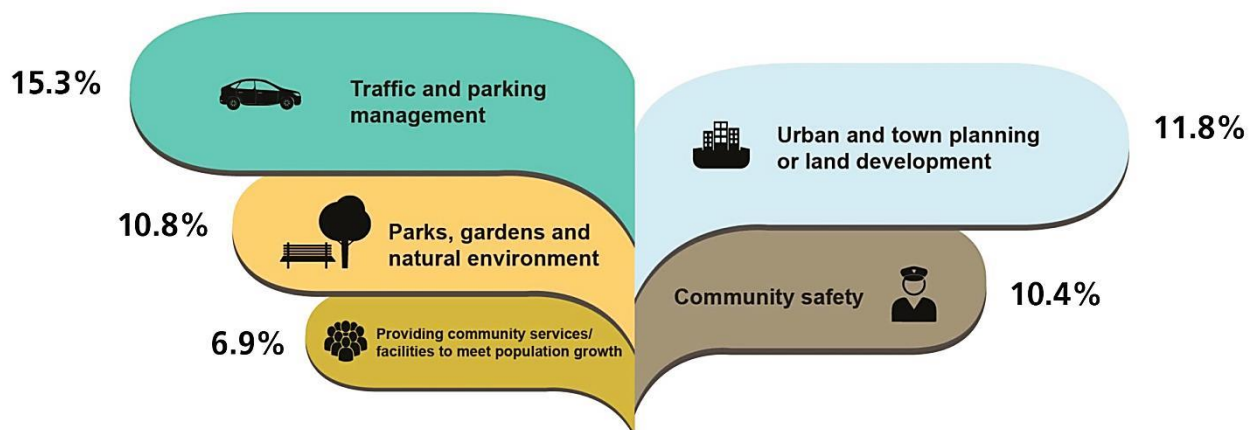 15.3%
Traffic and parking
management
Urban and town planning
or land development
11.8%
10.8%
Parks, gardens and
natural environment
Community safety
10.4%
6.9%
Providing community services/
facilities to meet population growth